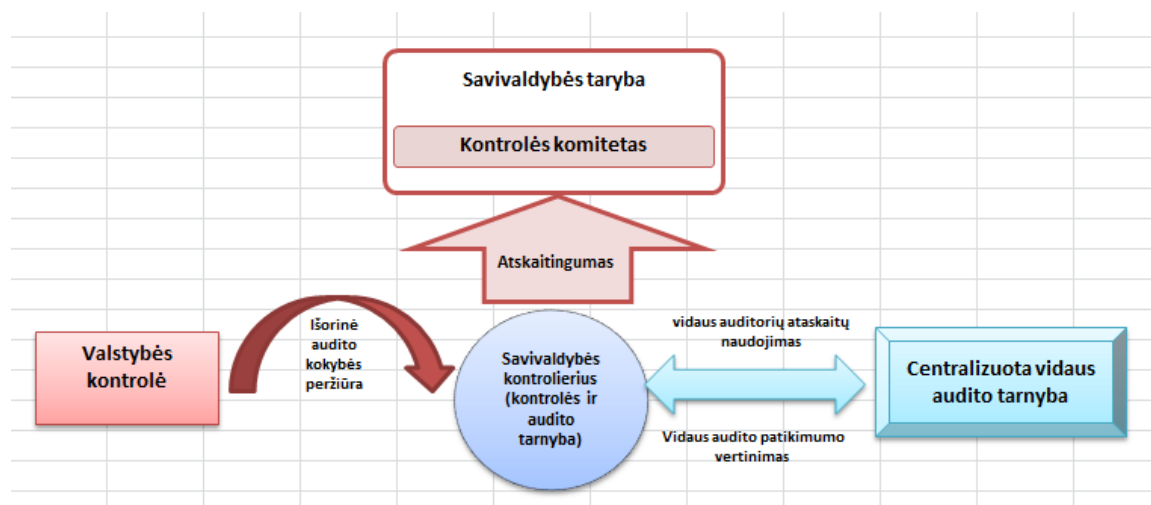 Savivaldybės taryba
Kontrolės komitetas
Atskaitingumas
Valstybės
kontrolė
Išorinė
audito
kokybės
peržiūra
Savivaldybės
kontrolierius
(kontrolės ir
audito
tarnyba)
vidaus auditorių ataskaitų
naudojimas
Vidaus audito patikimumo
vertinimas
Centralizuota vidaus
audito tarnyba